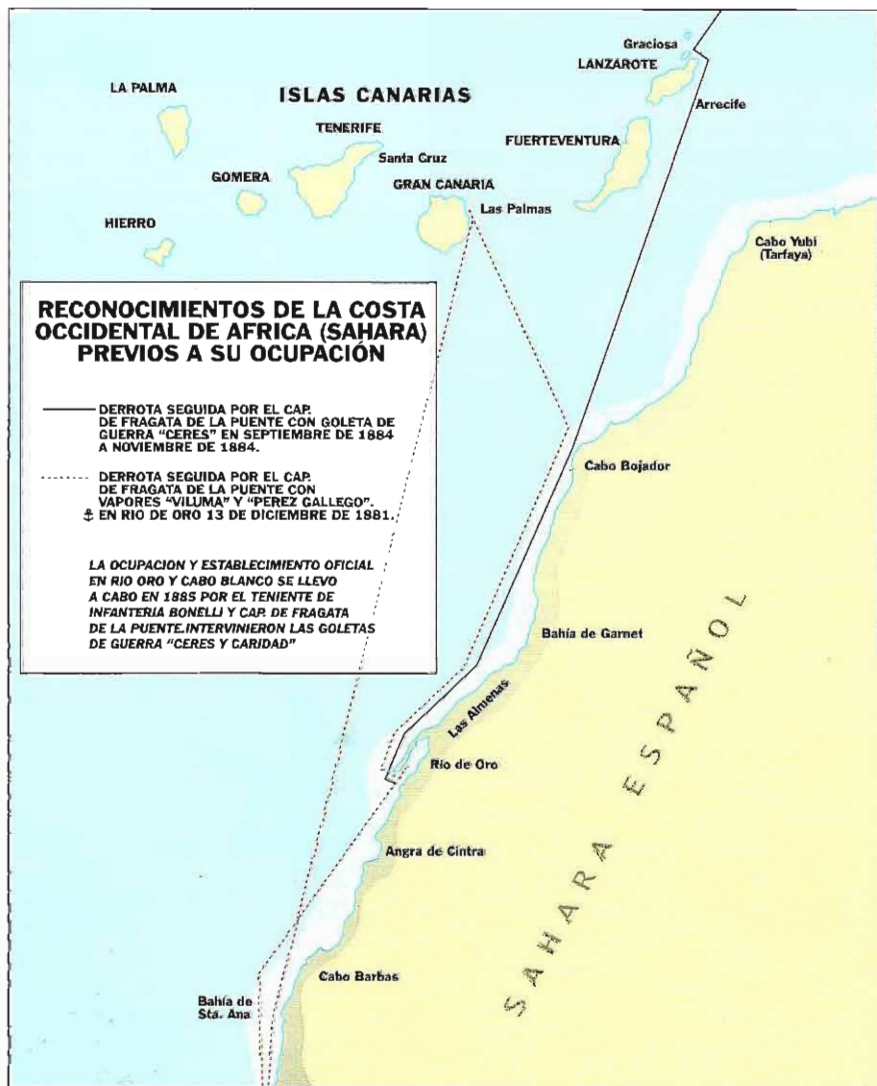 Graciosa
LANZAROTE
LA PALMA
ISLAS CANARIAS
Arrecife
TENERIFE
FUERTEVENTURA
Santa Cruz
GOMERA
GRAN CANARIA
Las Palmas
HIERRO
Cabo Yubi
(Tarfaya)
RECONOCIMIENTOS DE LA COSTA
OCCIDENTAL DE AFRICA (SAHARA)
PREVIOS A SU OCUPACIÓN
DERROTA SEGUIDA POR EL CAP.
DE FRAGATA DE LA PUENTE CON GOLETA DE
GUERRA "CERES" EN SEPTIEMBRE DE 1884
A NOVIEMBRE DE 1884.
DERROTA SEGUIDA POR EL CAP.
DE FRAGATA DE LA PUENTE CON
VAPORES "VILUMA" Y "PEREZ GALLEGO".
EN RIO DE ORO 13 DE DICIEMBRE DE 1881.
LA OCUPACION Y ESTABLECIMIENTO OFICIAL
EN RIO ORO Y CABO BLANCO SE LLEVO
A CABO EN 1885 POR EL TENIENTE DE
INFANTERIA BONELLI Y CAP. DE FRAGATA
DE LA PUENTE.INTERVINIERON LAS GOLETAS
DE GUERRA "CERES Y CARIDAD"
Cabo Bojador
Bahía de Garnet
Las Almenas
Río de Oro
SAHARA ESPAÑOL
Angra de Cintra
Cabo Barbas
Bahía de
Sta. Ana